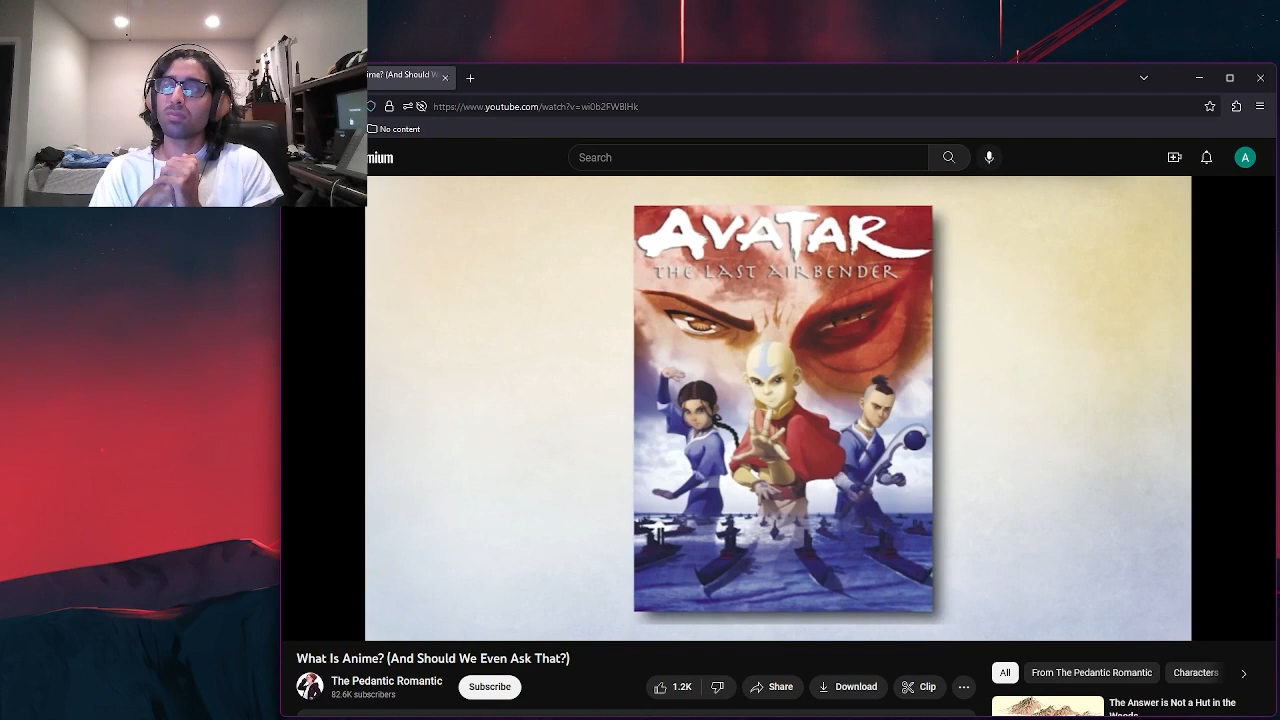 ime? (And Should W
https://www.youtube.com/watch?v=wi0b2FWBIHk
No content
mium
Search
A
AVATAR
THE LAST AIRBENDER
What Is Anime? (And Should We Even Ask That?)
The Pedantic Romantic
82.6K subscribers
Subscribe
1.2K
Share
Download
Clip
All
From The Pedantic Romantic
Characters
The Answer is Not a Hut in the
Woods